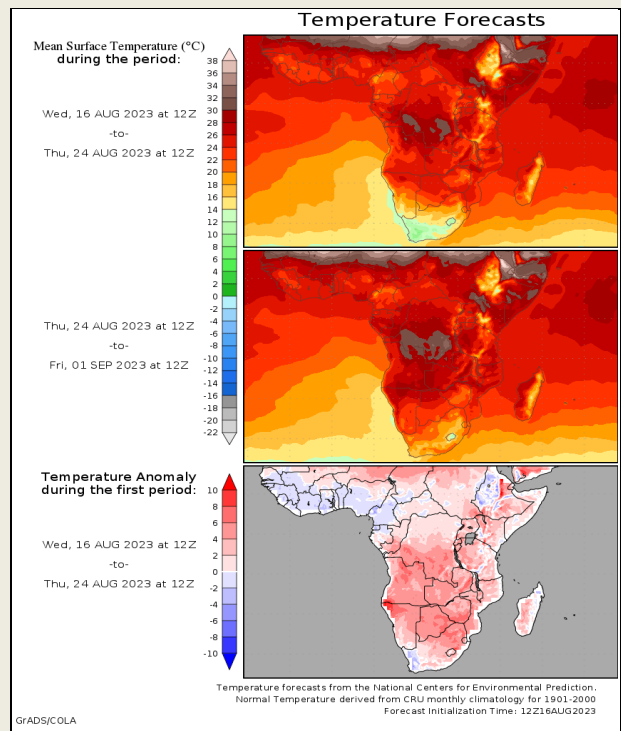 Temperature Forecasts
Mean Surface Temperature (°C)
during the period:
Wed, 16 AUG 2023 at 12Z
-to-
Thu, 24 AUG 2023 at 12Z
38
36
34
32
30
28
26
24
22
20
18
16
14
12
10
8
6
4
2
0
-2
-4
-6
-8
-10
-12
-14
-16
-18
-20
-22
Thu, 24 AUG 2023 at 12Z
-to-
Fri, 01 SEP 2023 at 12Z
Temperature Anomaly
during the first period:
Wed, 16 AUG 2023 at 12Z
-to-
Thu, 24 AUG 2023 at 12Z
10
8
6
4
2
0
-2
-4
-6
-8
-10
Temperature forecasts from the National Centers for Environmental Prediction.
Normal Temperature derived from CRU monthly climatology for 1901-2000
Forecast Initialization Time: 12Z16AUG2023
GrADS/COLA